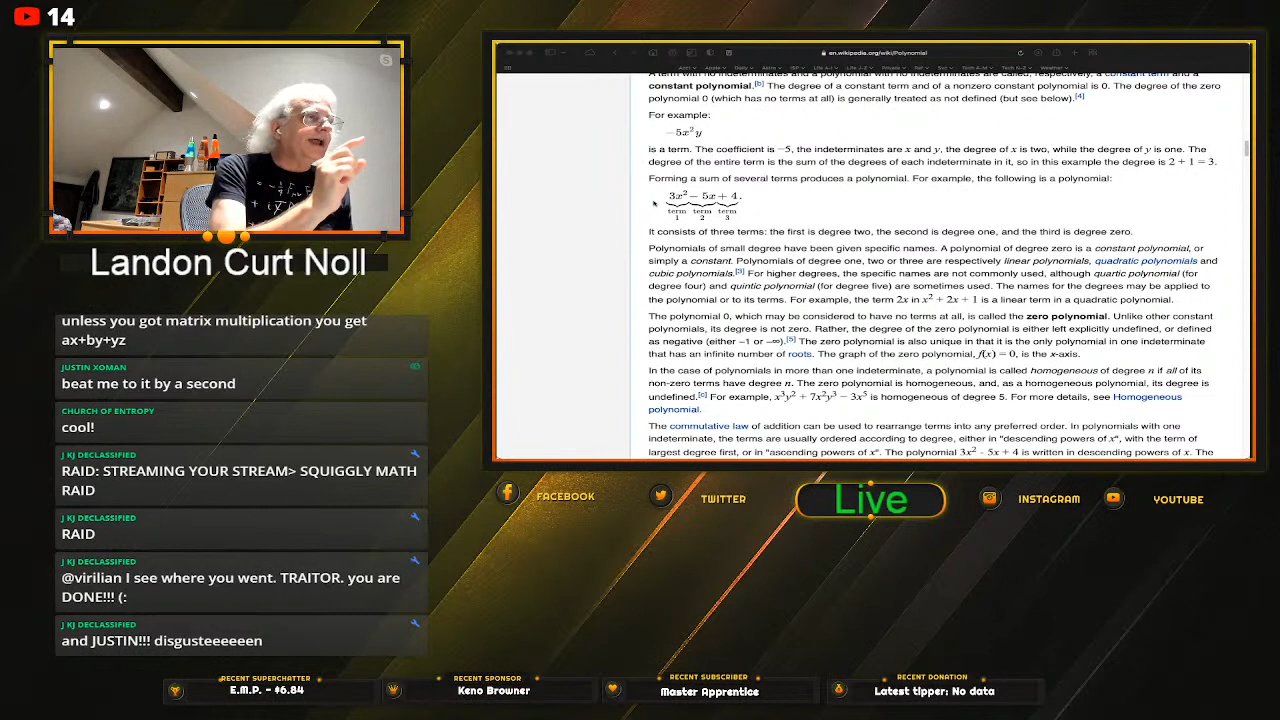 14
Landon Curt Noll
unless you got matrix multiplication you get
ax+by+yz
JUSTIN XOMAN
beat me to it by a second
CHURCH OF ENTROPY
cool!
J KJ DECLASSIFIED
RAID: STREAMING YOUR STREAM> SQUIGGLY MATH
RAID
J KJ DECLASSIFIED
RAID
J KJ DECLASSIFIED
@virilian I see where you went. TRAITOR. you are
DONE!!! (:
J KJ DECLASSIFIED
and JUSTIN!!! disgusteeeeeen
en.wikipedia.org/wiki/Polynomial
A term with no indeterminates and a polynomial with no indeterminates are called, respectively, a constant term and a
constant polynomial.[b] The degree of a constant term and of a nonzero constant polynomial is 0. The degree of the zero
polynomial 0 (which has no terms at all) is generally treated as not defined (but see below).[4]
For example:
−5x²y
is a term. The coefficient is −5, the indeterminates are x and y, the degree of x is two, while the degree of y is one. The
degree of the entire term is the sum of the degrees of each indeterminate in it, so in this example the degree is 2 + 1 = 3.
Forming a sum of several terms produces a polynomial. For example, the following is a polynomial:
3x² − 5x + 4.
term term term
1 2 3
It consists of three terms: the first is degree two, the second is degree one, and the third is degree zero.
Polynomials of small degree have been given specific names. A polynomial of degree zero is a constant polynomial, or
simply a constant. Polynomials of degree one, two or three are respectively linear polynomials, quadratic polynomials and
cubic polynomials.[3] For higher degrees, the specific names are not commonly used, although quartic polynomial (for
degree four) and quintic polynomial (for degree five) are sometimes used. The names for the degrees may be applied to
the polynomial or to its terms. For example, the term 2x in x² + 2x + 1 is a linear term in a quadratic polynomial.
The polynomial 0, which may be considered to have no terms at all, is called the zero polynomial. Unlike other constant
polynomials, its degree is not zero. Rather, the degree of the zero polynomial is either left explicitly undefined, or defined
as negative (either −1 or −∞).[5] The zero polynomial is also unique in that it is the only polynomial in one indeterminate
that has an infinite number of roots. The graph of the zero polynomial, f(x) = 0, is the x-axis.
In the case of polynomials in more than one indeterminate, a polynomial is called homogeneous of degree n if all of its
non-zero terms have degree n. The zero polynomial is homogeneous, and, as a homogeneous polynomial, its degree is
undefined.[c] For example, x³y² + 7x²y³ − 3x⁵ is homogeneous of degree 5. For more details, see Homogeneous
polynomial.
The commutative law of addition can be used to rearrange terms into any preferred order. In polynomials with one
indeterminate, the terms are usually ordered according to degree, either in "descending powers of x", with the term of
largest degree first, or in "ascending powers of x". The polynomial 3x² - 5x + 4 is written in descending powers of x. The
FACEBOOK
TWITTER
Live
INSTAGRAM
YOUTUBE
RECENT SUPERCHATTER
E.M.P. - $6.84
RECENT SPONSOR
Keno Browner
RECENT SUBSCRIBER
Master Apprentice
RECENT DONATION
Latest tipper: No data